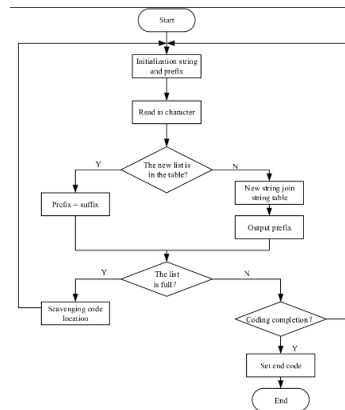 Start
Initialization string
and prefix
Read in character
The new list is
in the table?
Y
N
Prefix = suffix
New string join
string table
Output prefix
The list
is full?
Y
N
Scavenging code
location
Coding completion?
Y
Set end code
End